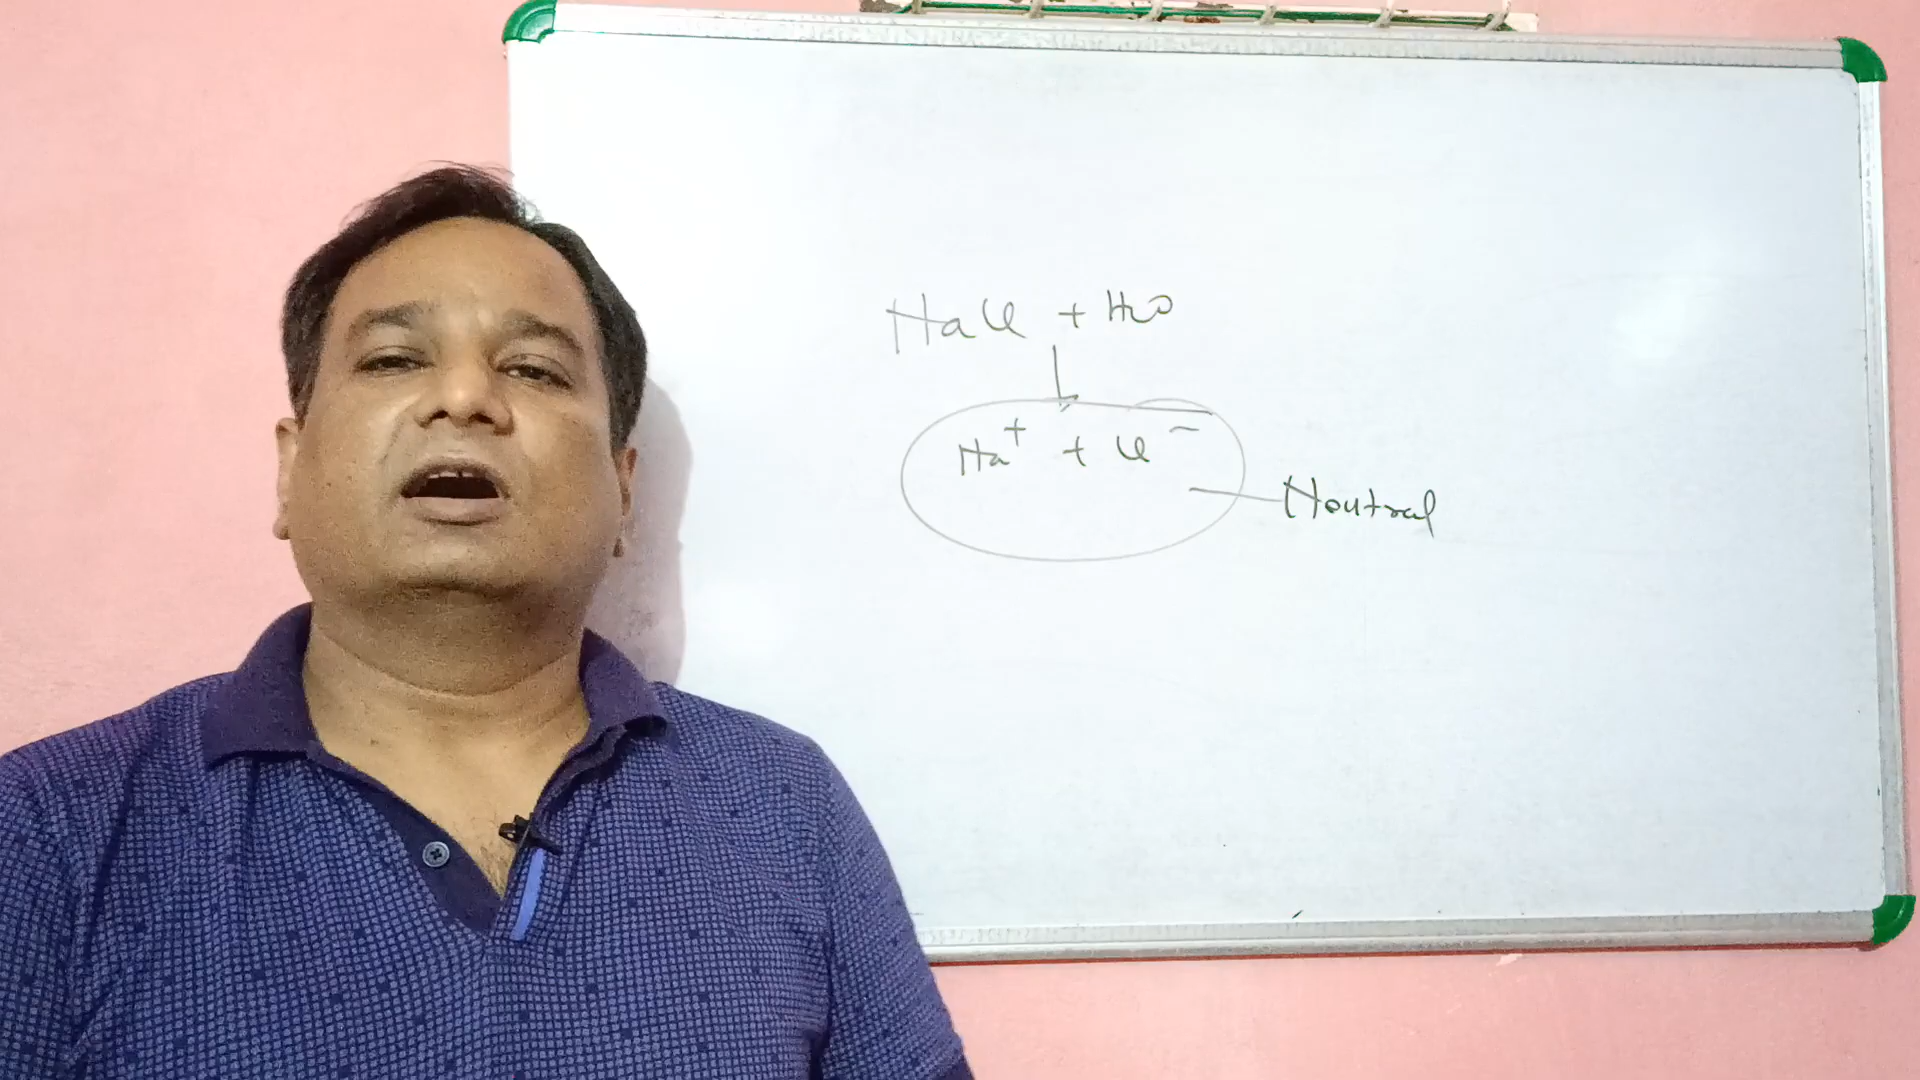 NaCl + H2O
Na+ + Cl-
Neutral